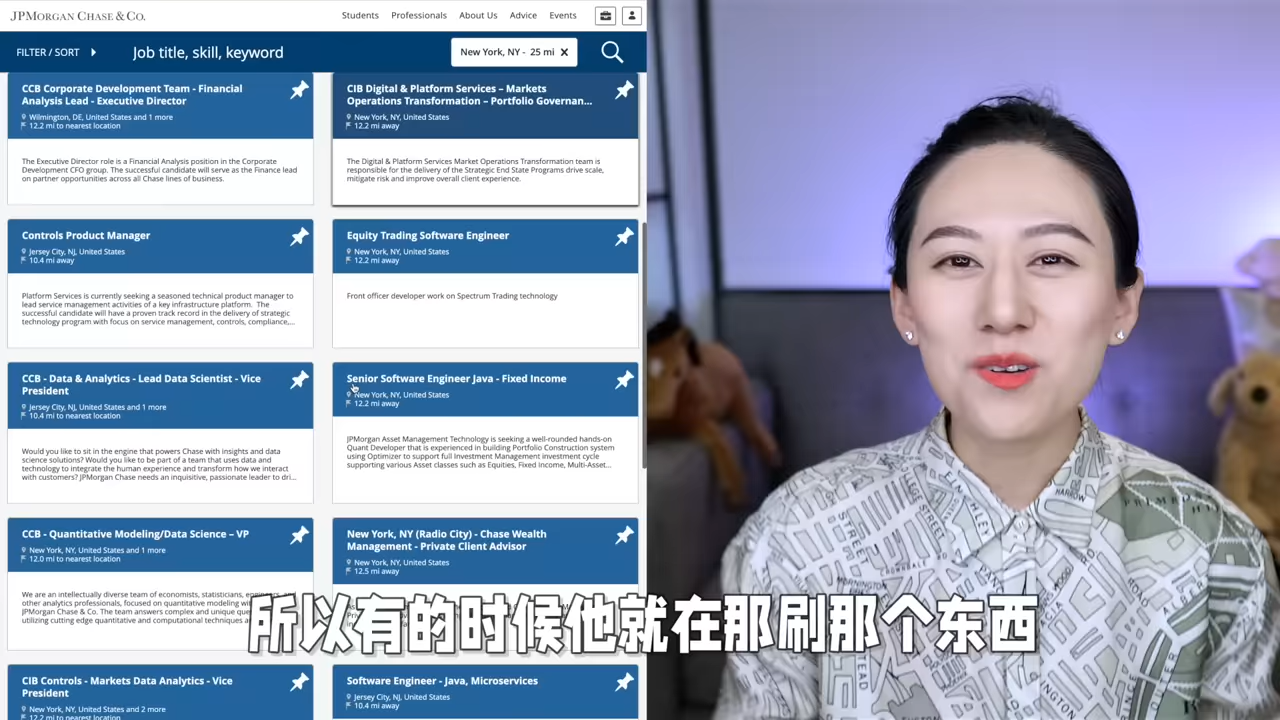 JPMORGAN CHASE & CO.
Students Professionals About Us Advice Events
FILTER / SORT
Job title, skill, keyword
New York, NY - 25 mi X
CCB Corporate Development Team - Financial
Analysis Lead - Executive Director
Wilmington, DE, United States and 1 more
12.2 mi to nearest location
The Executive Director role is a Financial Analysis position in the Corporate
Development CFO group. The successful candidate will serve as the Finance lead
on partner opportunities across all Chase lines of business.
CIB Digital & Platform Services – Markets
Operations Transformation – Portfolio Governan...
New York, NY, United States
12.2 mi away
The Digital & Platform Services Market Operations Transformation team is
responsible for the delivery of the Strategic End State Programs drive scale,
mitigate risk and improve overall client experience.
Controls Product Manager
Jersey City, NJ, United States
10.4 mi away
Platform Services is currently seeking a seasoned technical product manager to
lead service management activities of a key infrastructure platform. The
successful candidate will have a proven track record in the delivery of strategic
technology program with focus on service management, controls, compliance,...
Equity Trading Software Engineer
New York, NY, United States
12.2 mi away
Front officer developer work on Spectrum Trading technology
CCB - Data & Analytics - Lead Data Scientist - Vice
President
Jersey City, NJ, United States and 1 more
10.4 mi to nearest location
Would you like to sit in the engine that powers Chase with insights and data
science solutions? Would you like to be part of a team that uses data and
technology to integrate the human experience and transform how we interact
with customers? JPMorgan Chase needs an inquisitive, passionate leader to dri...
Senior Software Engineer Java - Fixed Income
New York, NY, United States
12.2 mi away
JPMorgan Asset Management Technology is seeking a well-rounded hands-on
Quant Developer that is experienced in building Portfolio Construction system
using Optimizer to support full Investment Management investment cycle
supporting various Asset classes such as Equities, Fixed Income, Multi-Asset...
CCB - Quantitative Modeling/Data Science – VP
New York, NY, United States and 1 more
12.0 mi to nearest location
We are an intellectually diverse team of economists, statisticians,
other analytics professionals, focused on quantitative modeling
JPMorgan Chase & Co. The team answers complex and unique
utilizing cutting edge quantitative and computational techniques
New York, NY (Radio City) - Chase Wealth
Management - Private Client Advisor
New York, NY, United States
12.5 mi away
所以有的时候他就在那刷那个东西
CIB Controls - Markets Data Analytics - Vice
President
New York, NY, United States and 2 more
12.2 mi to nearest location
Software Engineer - Java, Microservices
Jersey City, NJ, United States
10.4 mi away